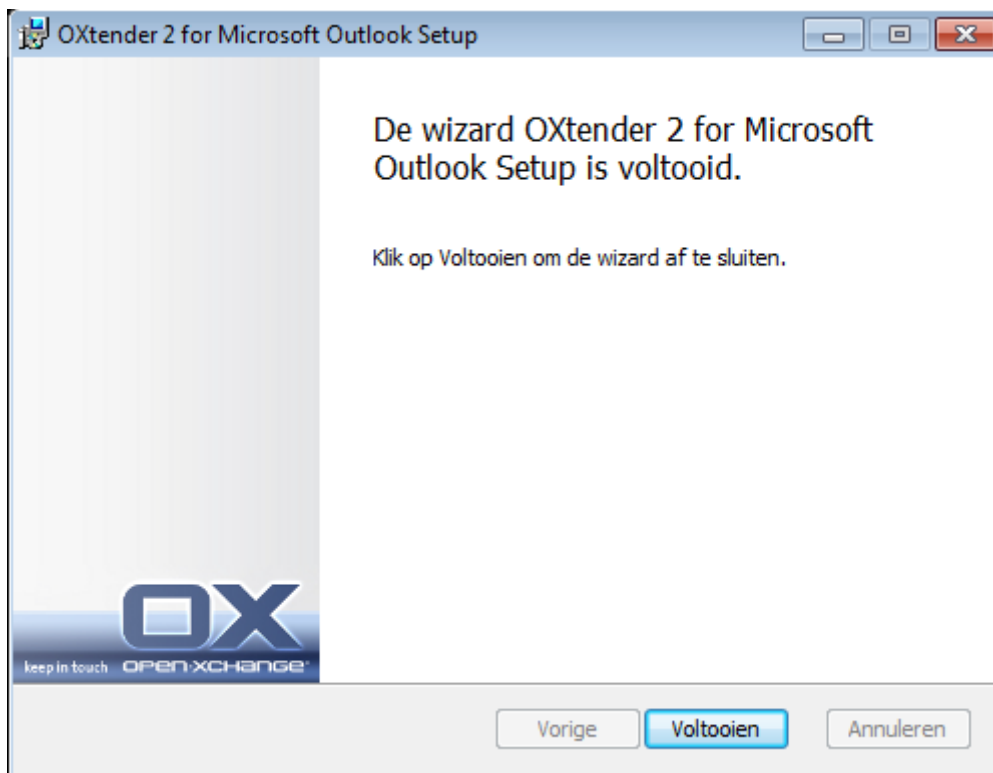 OXtender 2 for Microsoft Outlook Setup
De wizard OXtender 2 for Microsoft
Outlook Setup is voltooid.
Klik op Voltooien om de wizard af te sluiten.
OX
keep in touch OPEN-XCHANGE®
Vorige Voltooien Annuleren